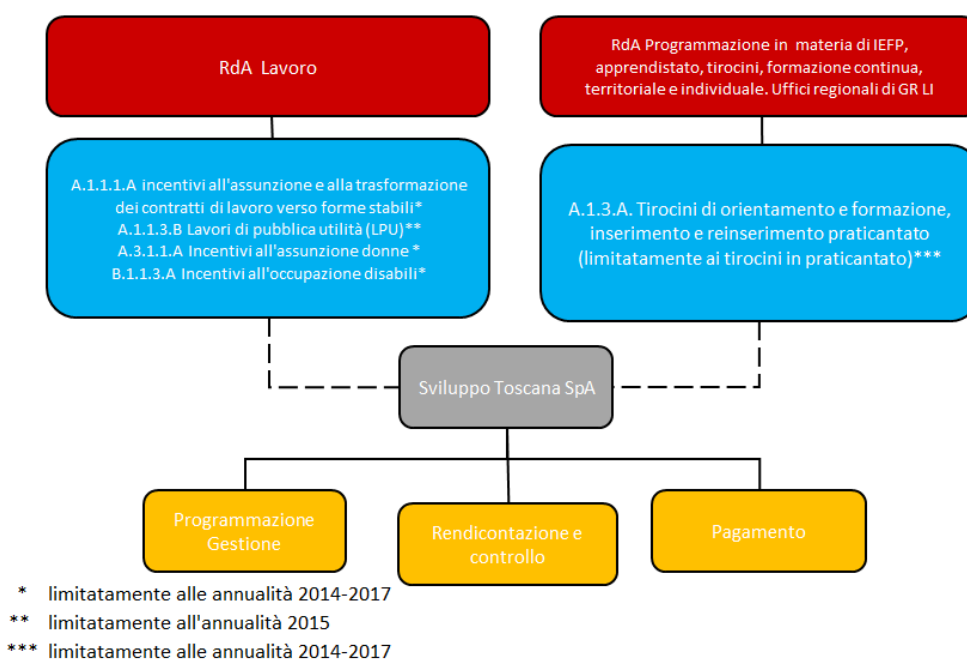 RdA Lavoro
RdA Programmazione in materia di IEFP,
apprendistato, tirocini, formazione continua,
territoriale e individuale. Uffici regionali di GR LI
A.1.1.1.A incentivi all'assunzione e alla trasformazione
dei contratti di lavoro verso forme stabili*
A.1.1.3.B Lavori di pubblica utilità (LPU)**
A.3.1.1.A Incentivi all'assunzione donne *
B.1.1.3.A Incentivi all'occupazione disabili*
A.1.3.A. Tirocini di orientamento e formazione,
inserimento e reinserimento praticantato
(limitatamente ai tirocini in praticantato)***
Sviluppo Toscana SpA
Programmazione
Gestione
Rendicontazione e
controllo
Pagamento
* limitatamente alle annualità 2014-2017
** limitatamente all'annualità 2015
*** limitatamente alle annualità 2014-2017